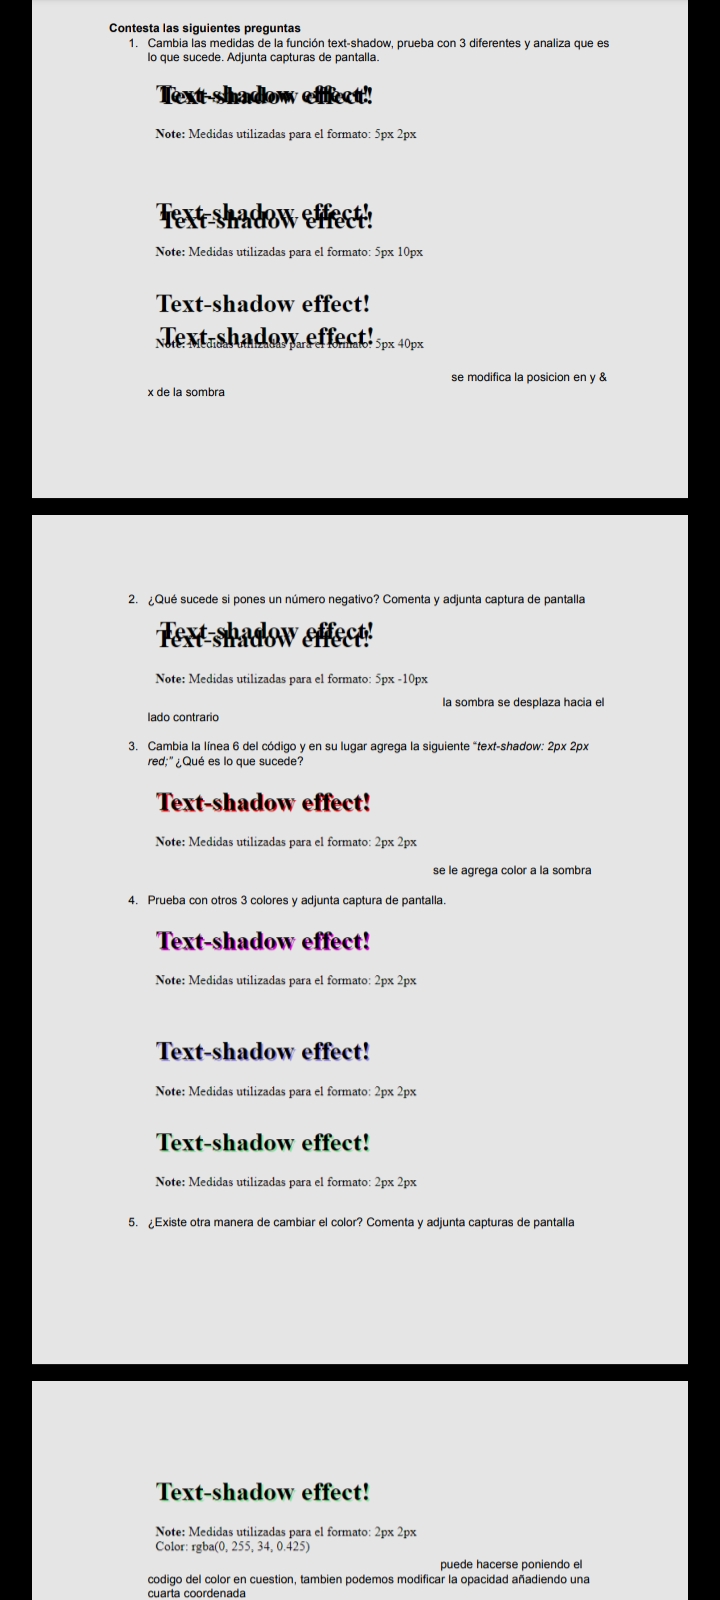 Contesta las siguientes preguntas
1. Cambia las medidas de la función text-shadow, prueba con 3 diferentes y analiza que es
lo que sucede. Adjunta capturas de pantalla.
Text-shadow effect!
Note: Medidas utilizadas para el formato: 5px 2px
Text-shadow effect!
Note: Medidas utilizadas para el formato: 5px 10px
Text-shadow effect!
Text-shadow effect!
Note: Medidas utilizadas para el formato: 5px 40px
se modifica la posicion en y &
x de la sombra
2. ¿Qué sucede si pones un número negativo? Comenta y adjunta captura de pantalla
Text-shadow effect!
Note: Medidas utilizadas para el formato: 5px -10px
la sombra se desplaza hacia el
lado contrario
3. Cambia la línea 6 del código y en su lugar agrega la siguiente “text-shadow: 2px 2px
red;” ¿Qué es lo que sucede?
Text-shadow effect!
Note: Medidas utilizadas para el formato: 2px 2px
se le agrega color a la sombra
4. Prueba con otros 3 colores y adjunta captura de pantalla.
Text-shadow effect!
Note: Medidas utilizadas para el formato: 2px 2px
Text-shadow effect!
Note: Medidas utilizadas para el formato: 2px 2px
Text-shadow effect!
Note: Medidas utilizadas para el formato: 2px 2px
5. ¿Existe otra manera de cambiar el color? Comenta y adjunta capturas de pantalla
Text-shadow effect!
Note: Medidas utilizadas para el formato: 2px 2px
Color: rgba(0, 255, 34, 0.425)
puede hacerse poniendo el
codigo del color en cuestion, tambien podemos modificar la opacidad añadiendo una
cuarta coordenada